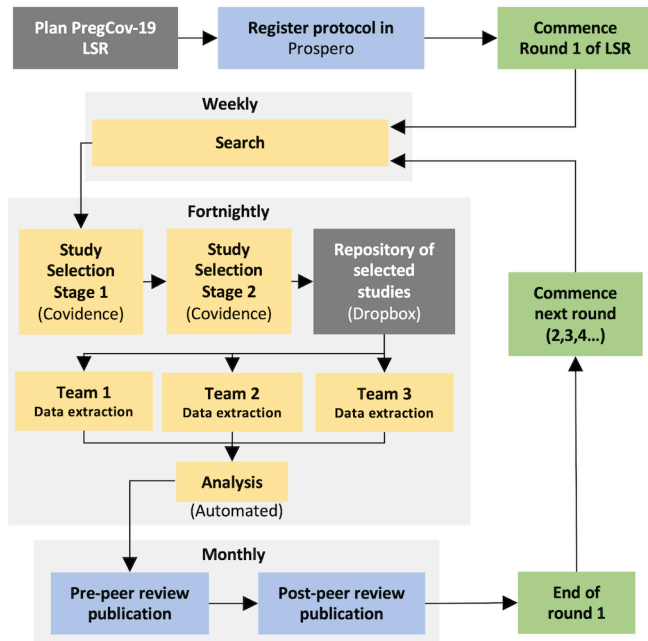 Plan PregCov-19
LSR
Register protocol in
Prospero
Commence
Round 1 of LSR
Weekly
Search
Fortnightly
Study
Selection
Stage 1
(Covidence)
Study
Selection
Stage 2
(Covidence)
Repository of
selected
studies
(Dropbox)
Commence
next round
(2,3,4...)
Team 1
Data extraction
Team 2
Data extraction
Team 3
Data extraction
Analysis
(Automated)
Monthly
Pre-peer review
publication
Post-peer review
publication
End of
round 1